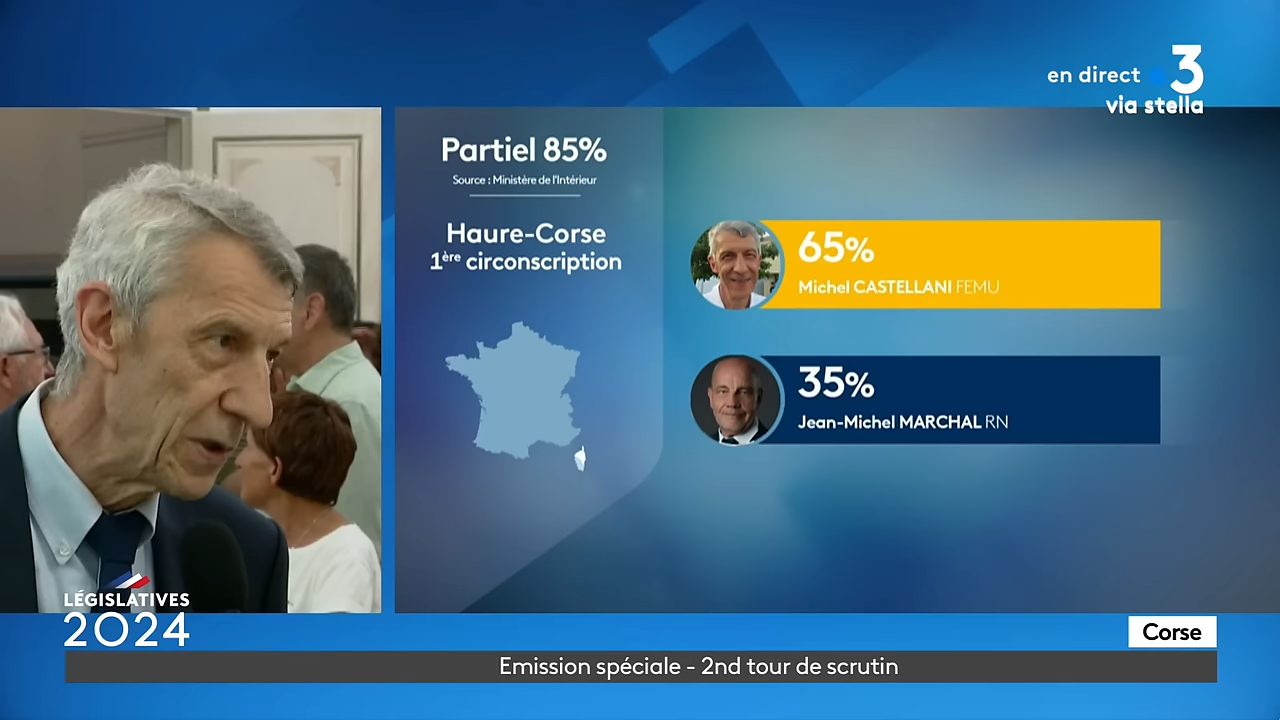 en direct 3
via stella
Partiel 85%
Source : Ministère de l'Intérieur
Haure-Corse
1ère circonscription
65%
Michel CASTELLANI FEMU
35%
Jean-Michel MARCHAL RN
LÉGISLATIVES
2024
Corse
Emission spéciale - 2nd tour de scrutin